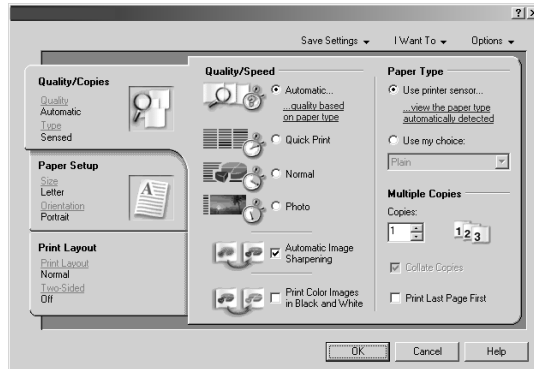 Save Settings
I Want To
Options
Quality/Copies
Quality
Automatic
Type
Sensed
Paper Setup
Size
Letter
Orientation
Portrait
Print Layout
Print Layout
Normal
Two-Sided
Off
Quality/Speed
Automatic...
...quality based
on paper type
Quick Print
Normal
Photo
Automatic Image
Sharpening
Print Color Images
in Black and White
Paper Type
Use printer sensor...
...view the paper type
automatically detected
Use my choice:
Plain
Multiple Copies
Copies:
1
1 2 3
Collate Copies
Print Last Page First
OK
Cancel
Help